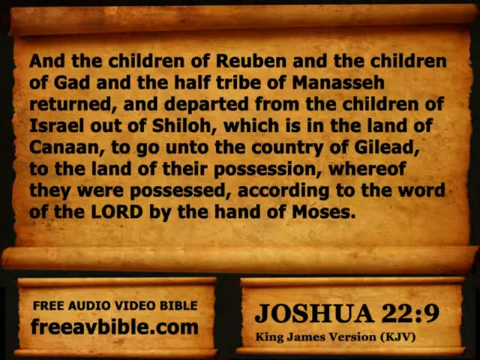 And the children of Reuben and the children
of Gad and the half tribe of Manasseh
returned, and departed from the children of
Israel out of Shiloh, which is in the land of
Canaan, to go unto the country of Gilead,
to the land of their possession, whereof
they were possessed, according to the word
of the LORD by the hand of Moses.
FREE AUDIO VIDEO BIBLE
freeavbible.com
JOSHUA 22:9
King James Version (KJV)